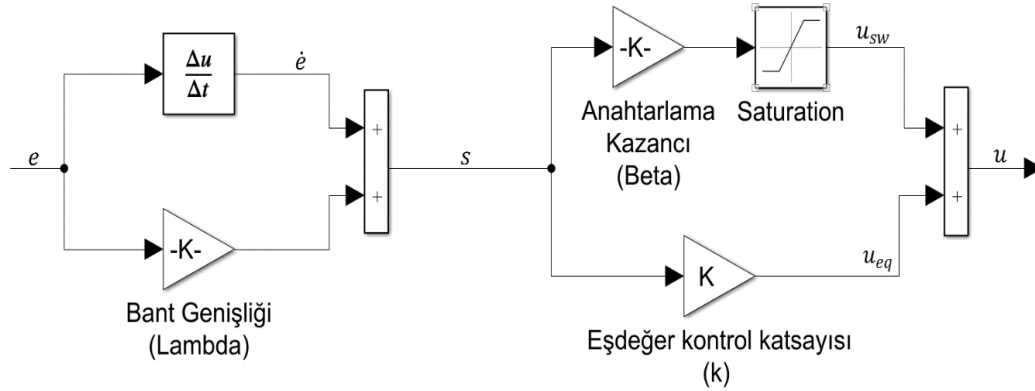 e
Δu
Δt
ė
-K-
Bant Genişliği
(Lambda)
+
+
s
-K-
Anahtarlama
Kazancı
(Beta)
Saturation
u_sw
K
Eşdeğer kontrol katsayısı
(k)
u_eq
+
+
u